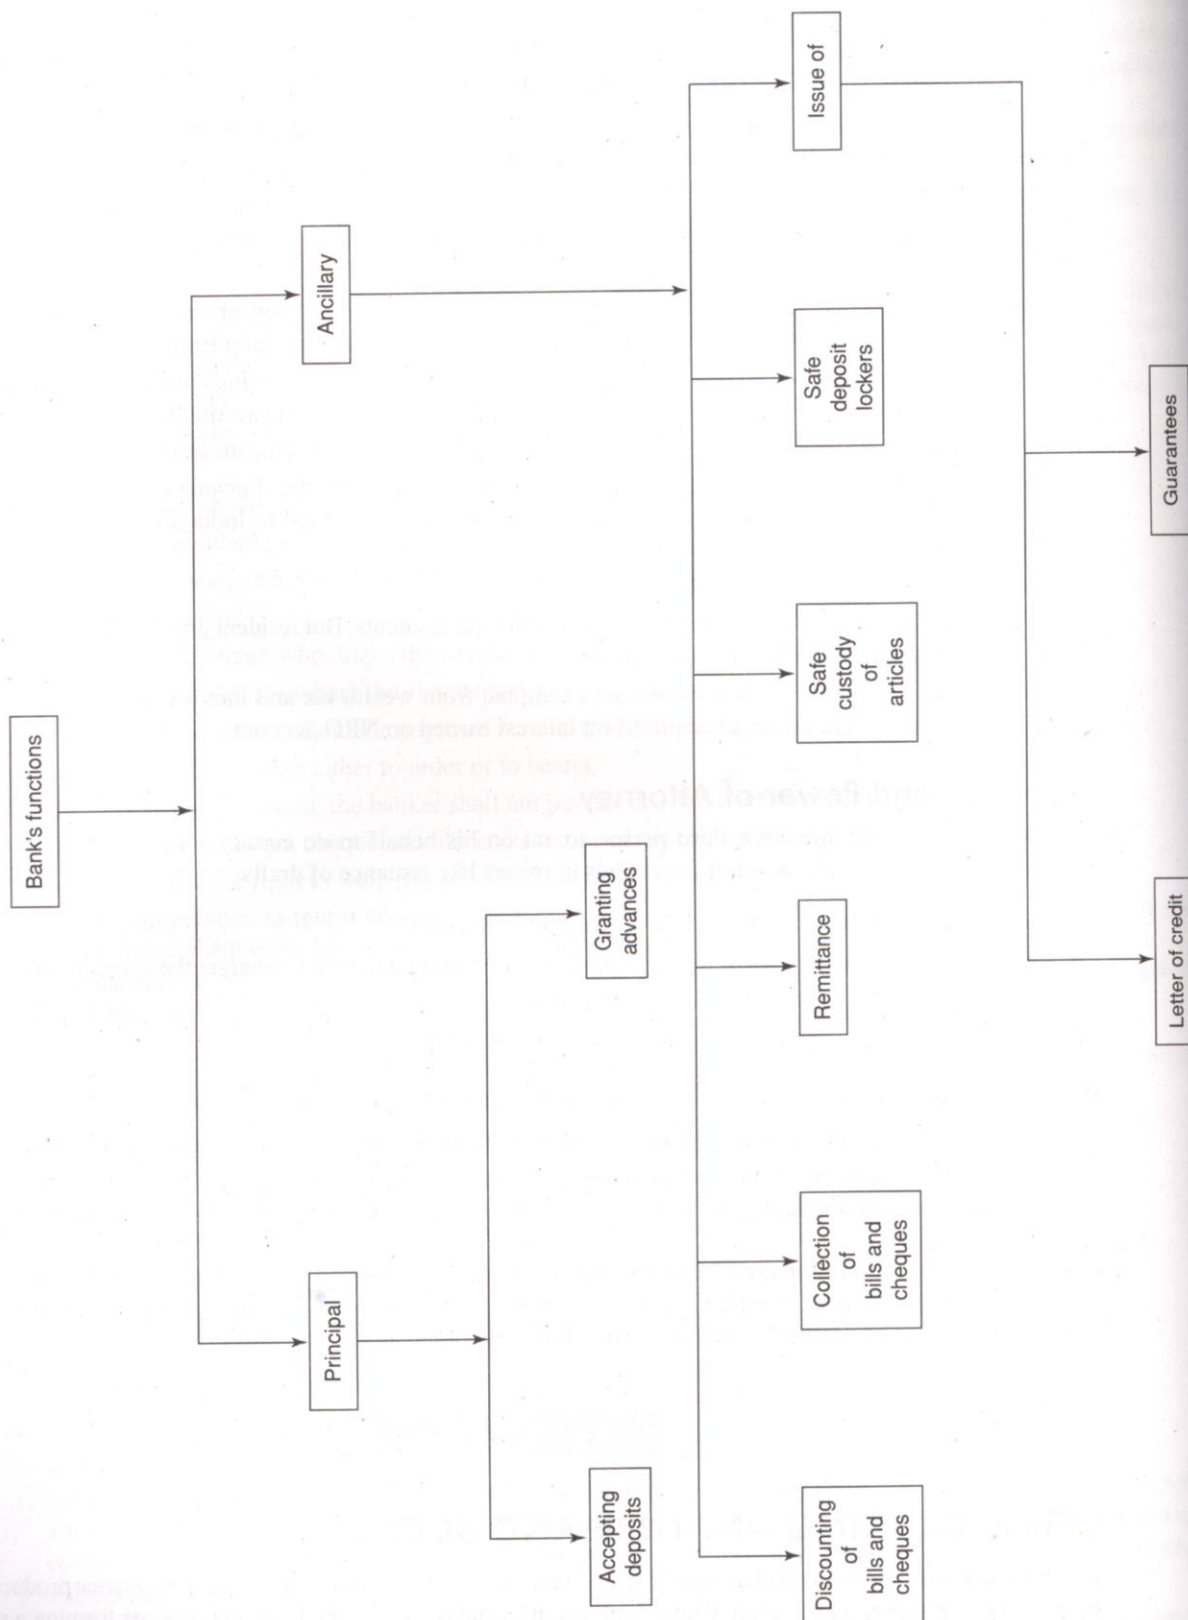 Bank's functions
Principal
Ancillary
Accepting
deposits
Granting
advances
Discounting
of
bills and
cheques
Collection
of
bills and
cheques
Remittance
Safe
custody
of
articles
Safe
deposit
lockers
Issue of
Letter of credit
Guarantees